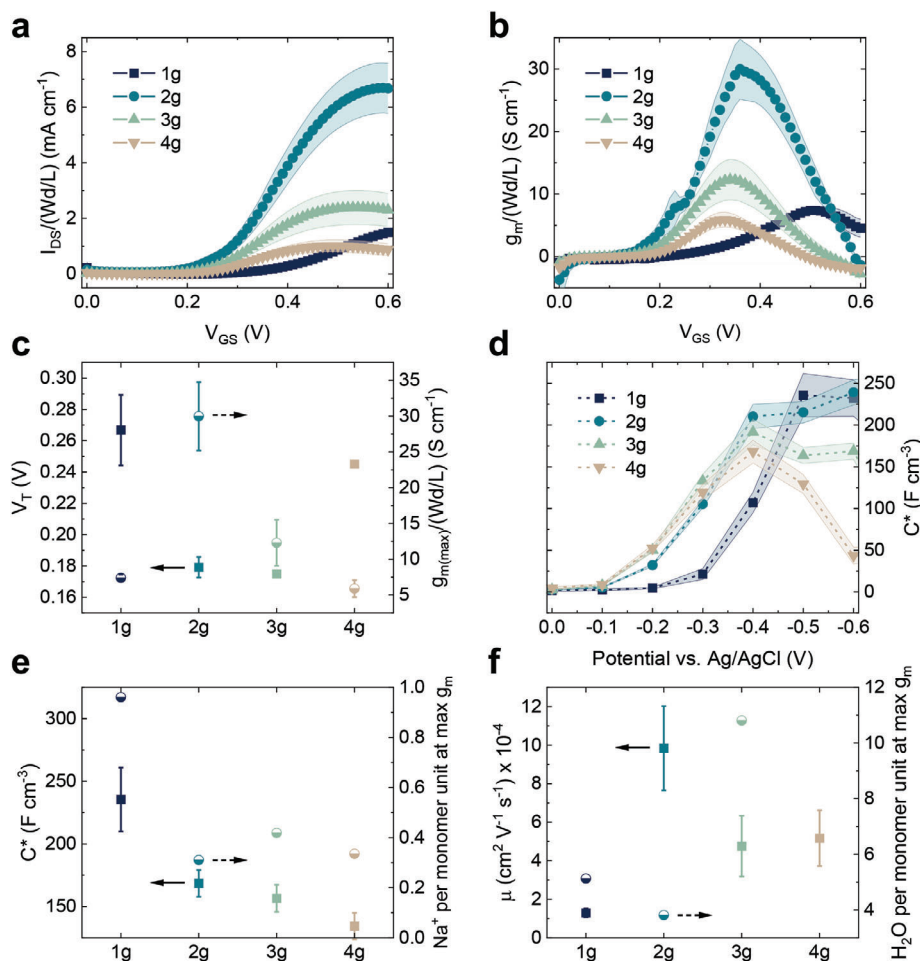 a
I_DS/(Wd/L) (mA cm⁻¹)
8
6
4
2
0
1g
2g
3g
4g
0.0 0.2 0.4 0.6
V_GS (V)
b
g_m/(Wd/L) (S cm⁻¹)
30
20
10
0
1g
2g
3g
4g
0.0 0.2 0.4 0.6
V_GS (V)
c
V_T (V)
0.30
0.28
0.26
0.24
0.22
0.20
0.18
0.16
1g 2g 3g 4g
35
30
25
20
15
10
5
g_m(max)/(Wd/L) (S cm⁻¹)
d
1g
2g
3g
4g
0.0 -0.1 -0.2 -0.3 -0.4 -0.5 -0.6
Potential vs. Ag/AgCl (V)
250
200
150
100
50
0
C* (F cm⁻³)
e
C* (F cm⁻³)
300
250
200
150
1g 2g 3g 4g
1.0
0.8
0.6
0.4
0.2
0.0
Na⁺ per monomer unit at max g_m
f
μ (cm² V⁻¹ s⁻¹) x 10⁻⁴
12
10
8
6
4
2
0
1g 2g 3g 4g
12
10
8
6
4
H₂O per monomer unit at max g_m